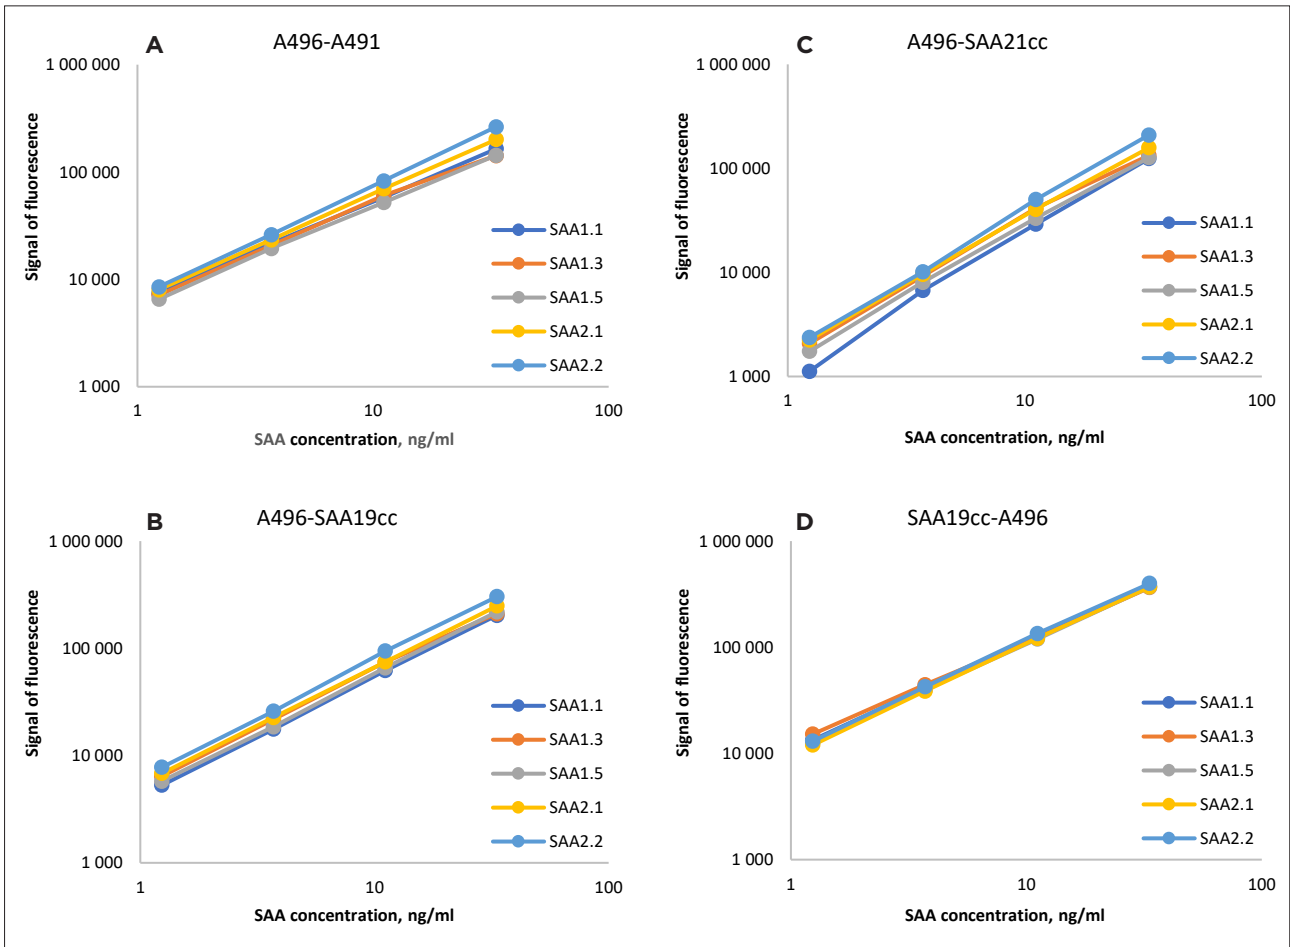 A
A496-A491
Signal of fluorescence
1 000 000
100 000
10 000
1 000
1
10
100
SAA concentration, ng/ml
SAA1.1
SAA1.3
SAA1.5
SAA2.1
SAA2.2
C
A496-SAA21cc
Signal of fluorescence
1 000 000
100 000
10 000
1 000
1
10
100
SAA concentration, ng/ml
SAA1.1
SAA1.3
SAA1.5
SAA2.1
SAA2.2
B
A496-SAA19cc
Signal of fluorescence
1 000 000
100 000
10 000
1 000
1
10
100
SAA concentration, ng/ml
SAA1.1
SAA1.3
SAA1.5
SAA2.1
SAA2.2
D
SAA19cc-A496
Signal of fluorescence
1 000 000
100 000
10 000
1 000
1
10
100
SAA concentration, ng/ml
SAA1.1
SAA1.3
SAA1.5
SAA2.1
SAA2.2